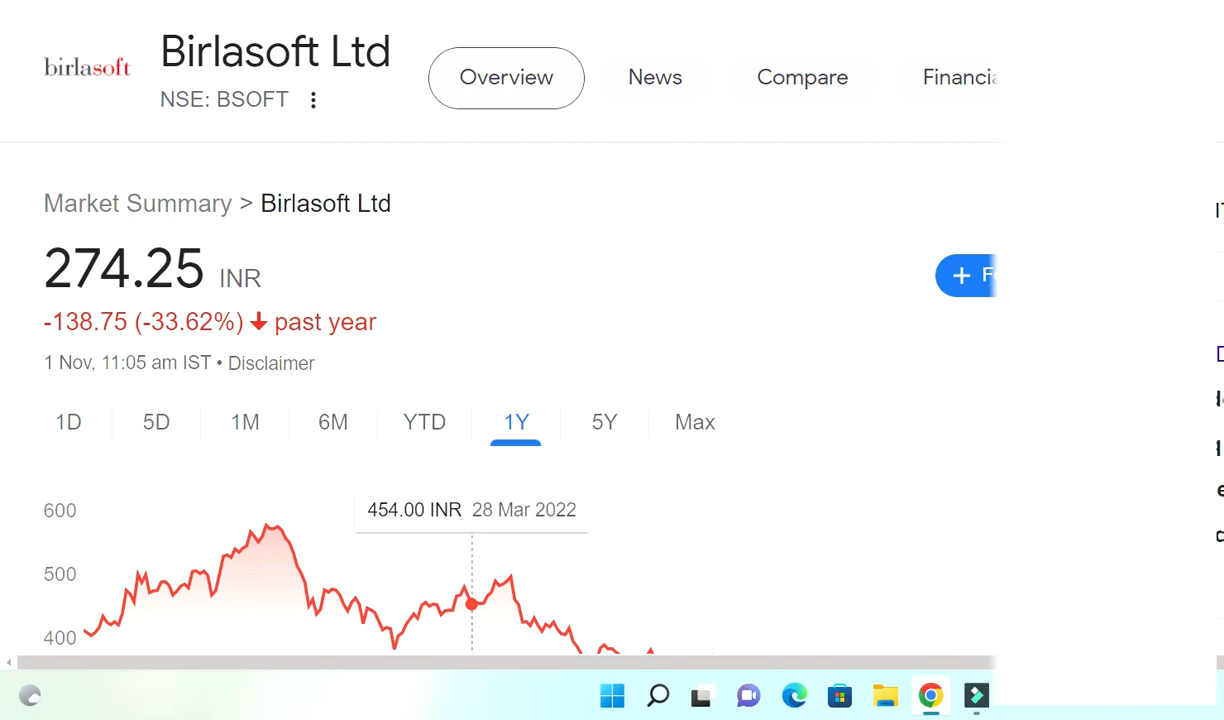 birlasoft
Birlasoft Ltd
NSE: BSOFT
Overview
News
Compare
Market Summary > Birlasoft Ltd
274.25 INR
-138.75 (-33.62%) past year
1 Nov, 11:05 am IST • Disclaimer
1D 5D 1M 6M YTD 1Y 5Y Max
454.00 INR 28 Mar 2022
600
500
400